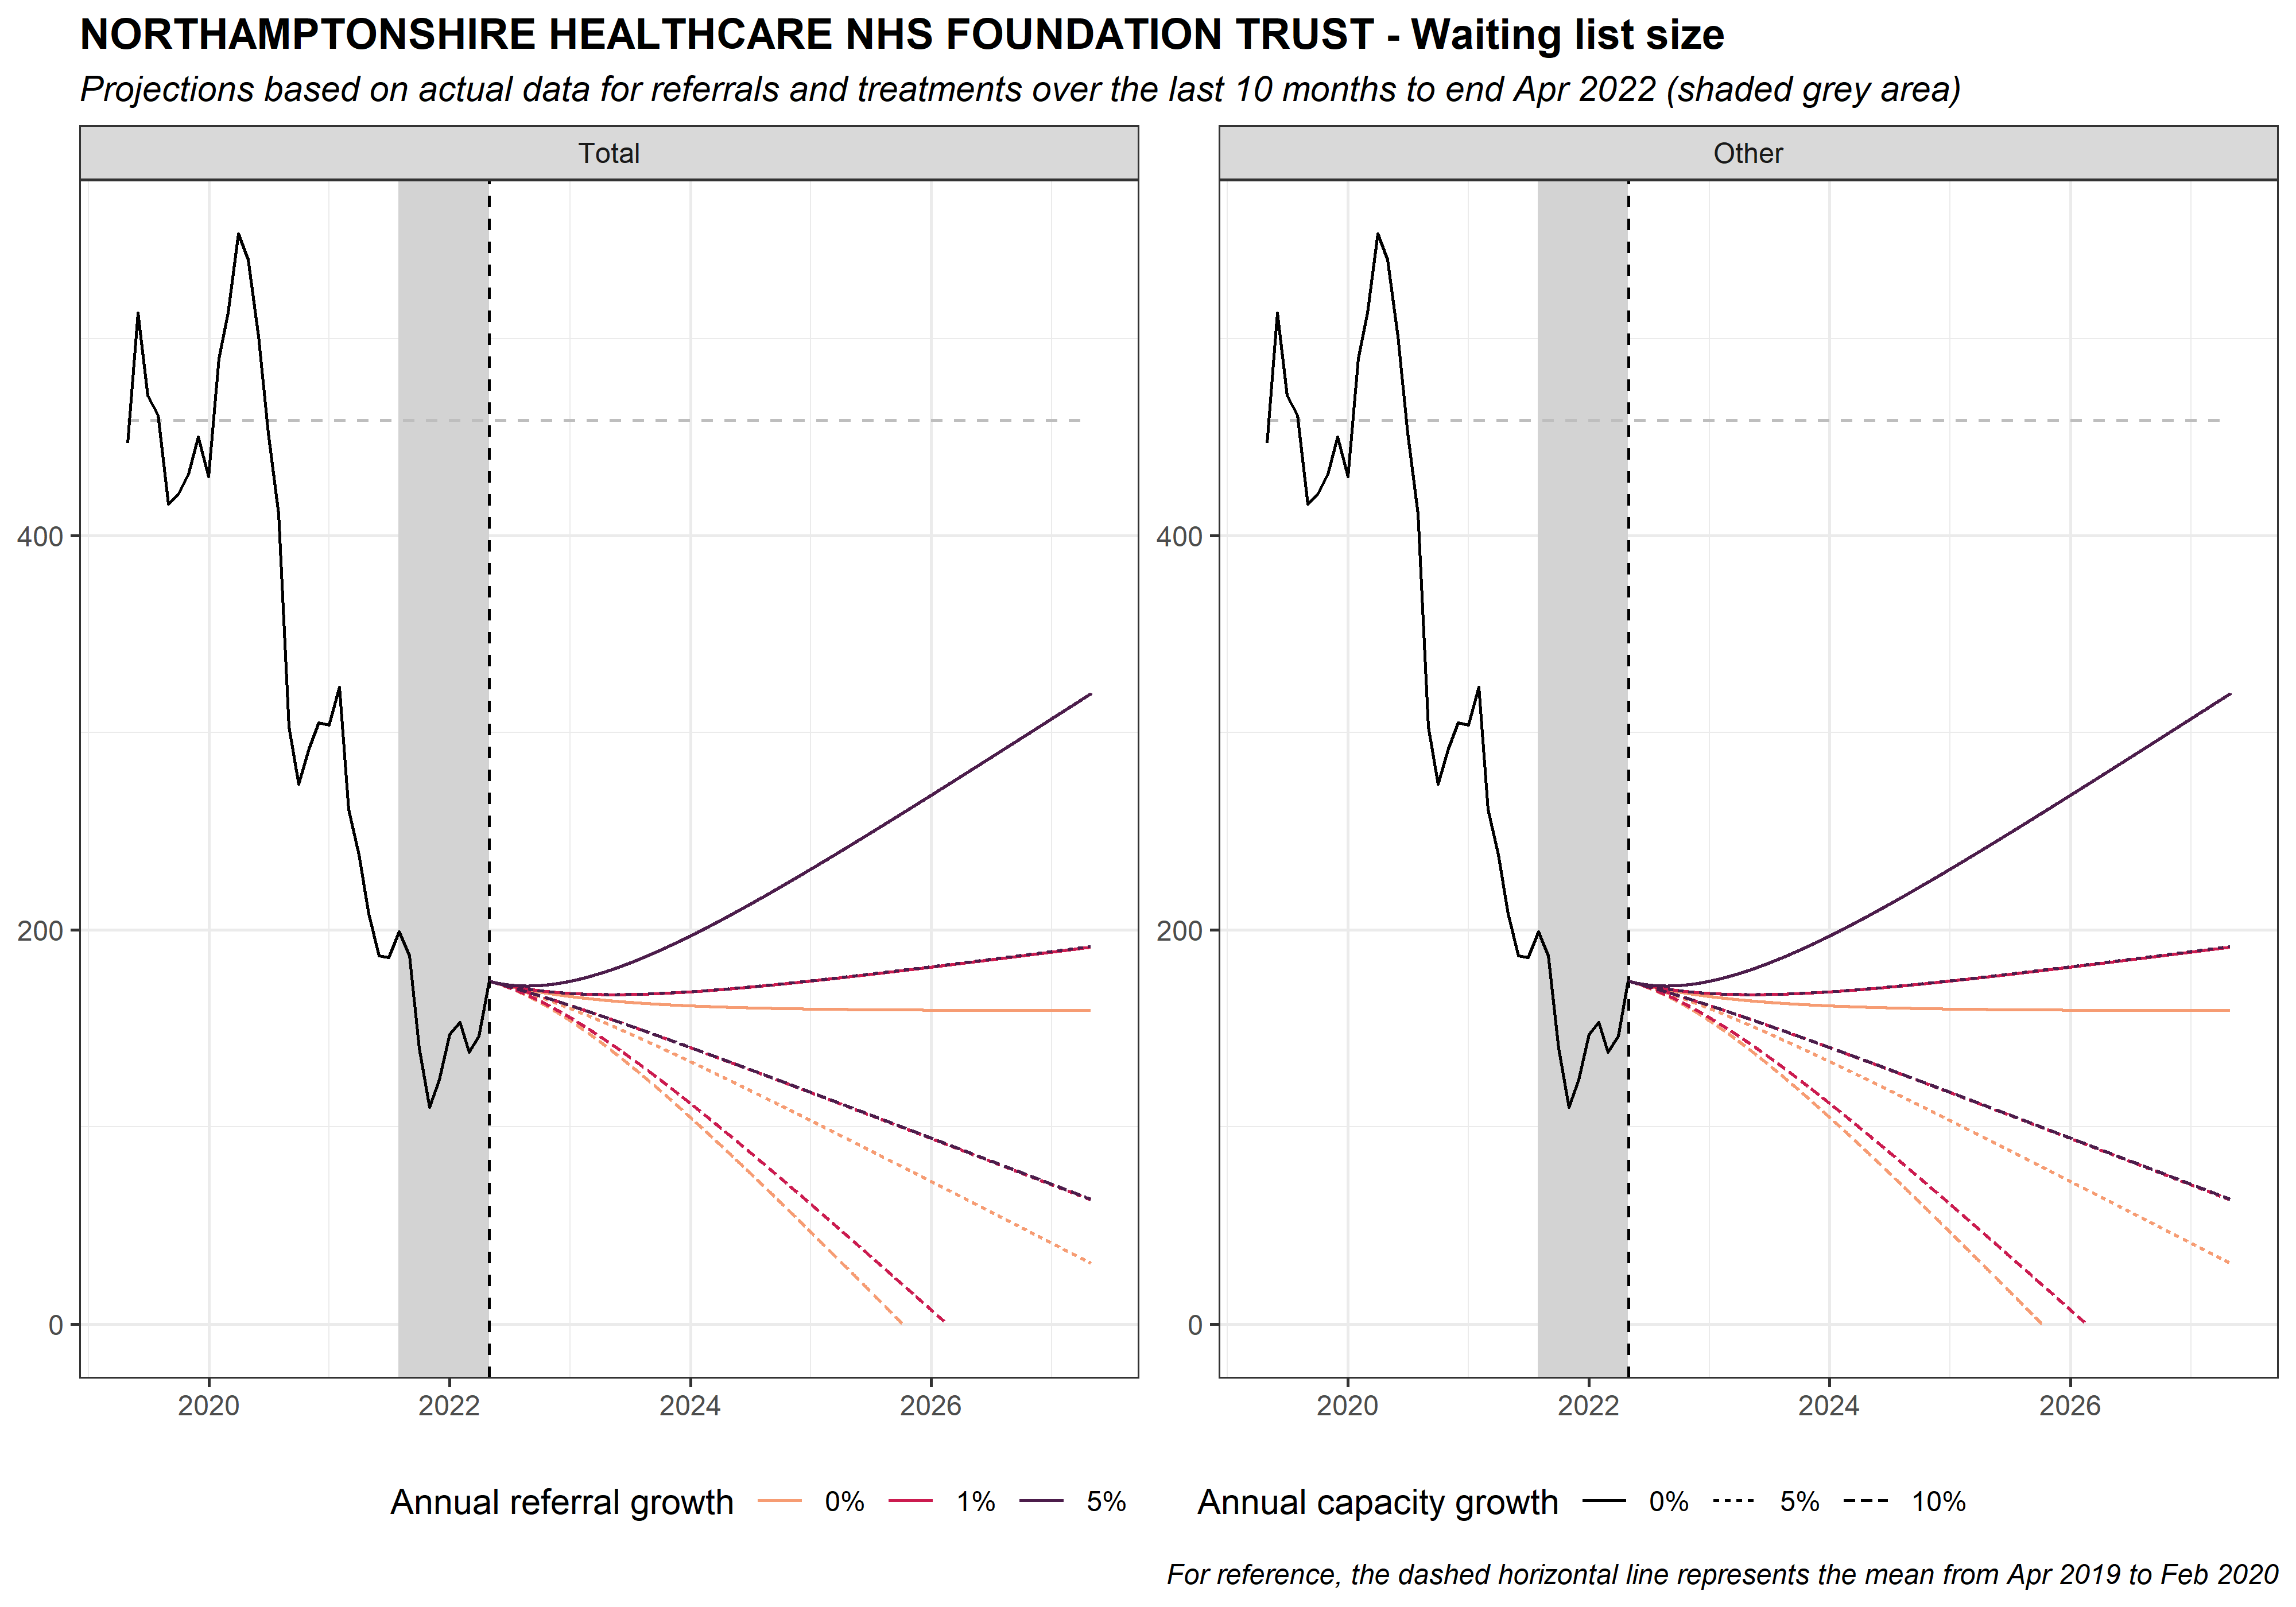 NORTHAMPTONSHIRE HEALTHCARE NHS FOUNDATION TRUST - Waiting list size
Projections based on actual data for referrals and treatments over the last 10 months to end Apr 2022 (shaded grey area)
Total
400
200
0
2020 2022 2024 2026
Other
400
200
0
2020 2022 2024 2026
Annual referral growth 0% 1% 5%
Annual capacity growth 0% 5% 10%
For reference, the dashed horizontal line represents the mean from Apr 2019 to Feb 2020